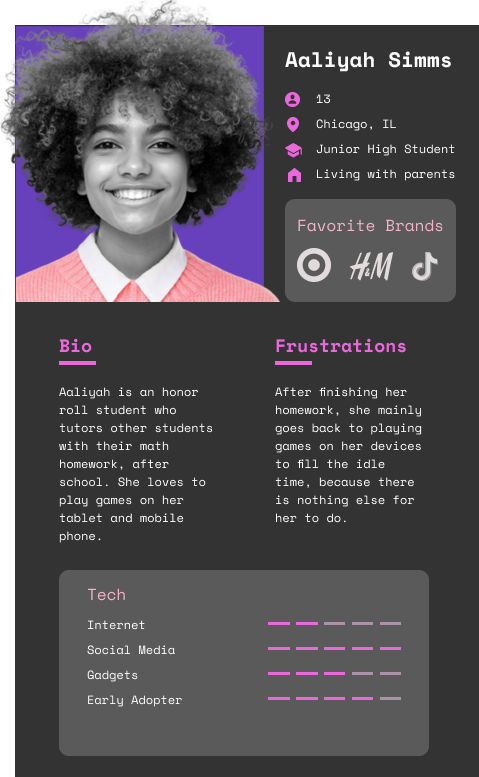 Aaliyah Simms
13
Chicago, IL
Junior High Student
Living with parents
Favorite Brands
H&M
Bio
Aaliyah is an honor
roll student who
tutors other students
with their math
homework, after
school. She loves to
play games on her
tablet and mobile
phone.
Frustrations
After finishing her
homework, she mainly
goes back to playing
games on her devices
to fill the idle
time, because there
is nothing else for
her to do.
Tech
Internet
Social Media
Gadgets
Early Adopter